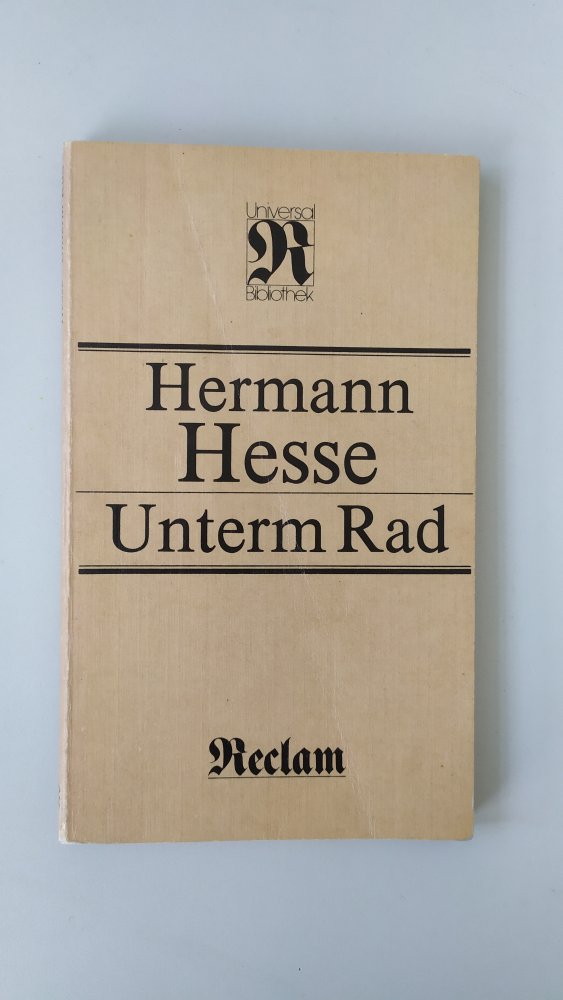 Universal
R
Bibliothek
Hermann
Hesse
Unterm Rad
Reclam